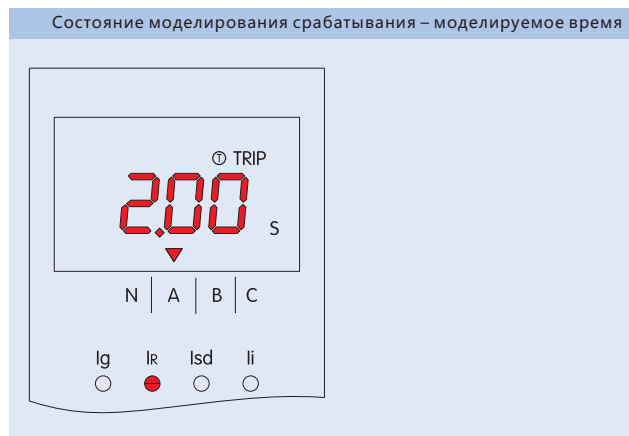 Состояние моделирования срабатывания – моделируемое время
Ⓣ TRIP
2.00
S
N A B C
Ig IR Isd Ii